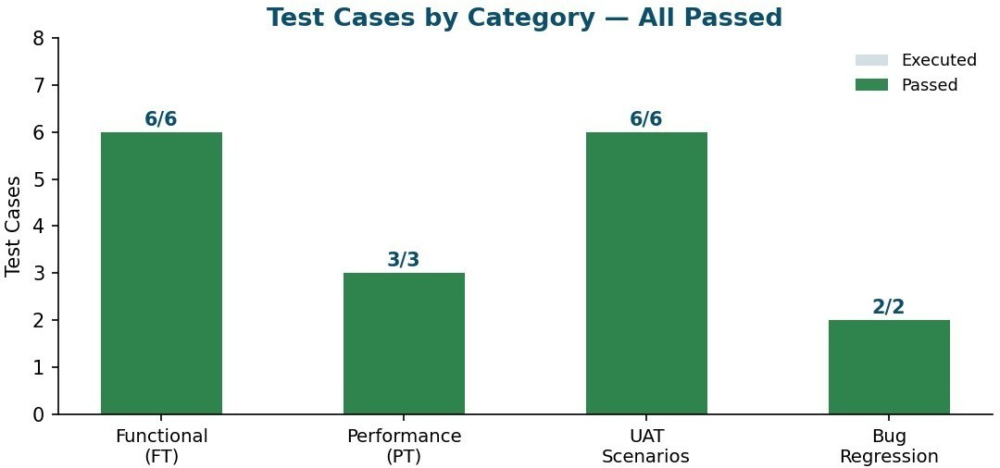 Test Cases by Category — All Passed
Executed
Passed
Test Cases
8
7
6
5
4
3
2
1
0
6/6
3/3
6/6
2/2
Functional
(FT)
Performance
(PT)
UAT
Scenarios
Bug
Regression